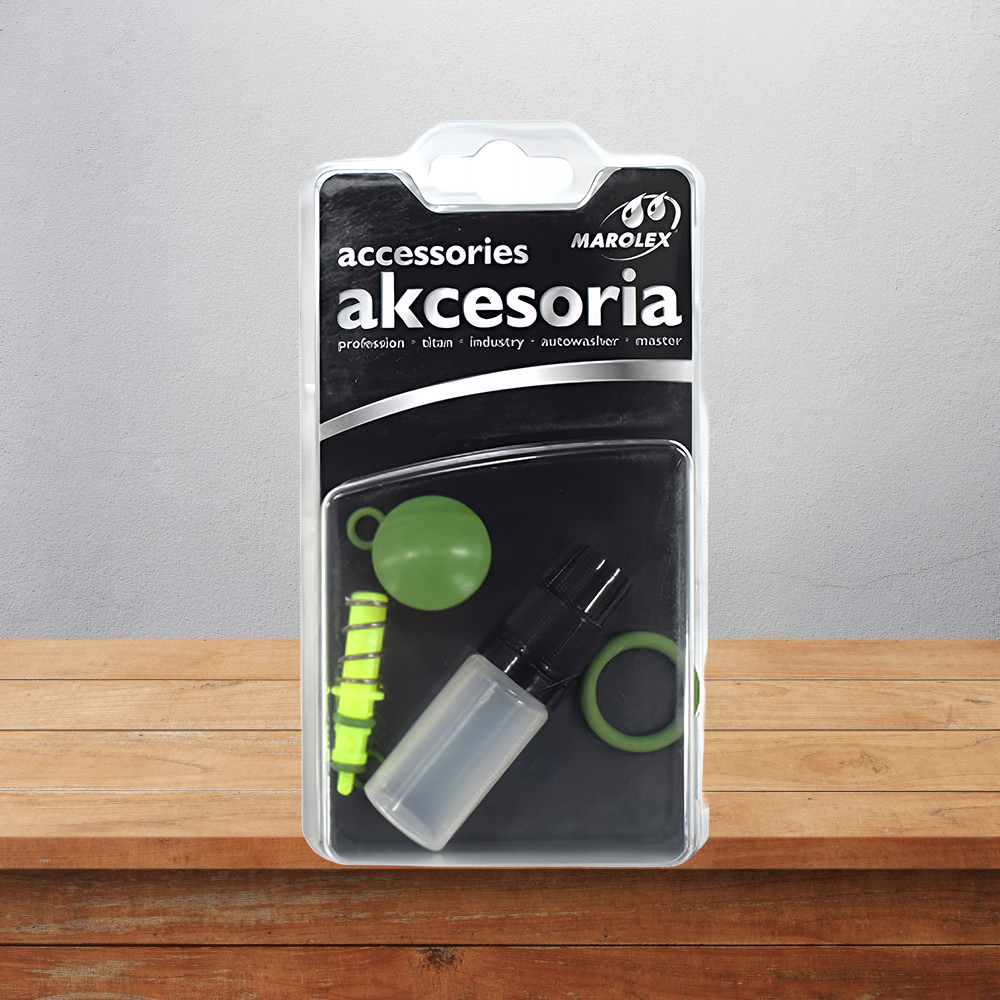 MAROLEX
accessories
akcesoria
profession • titan • industry • autowasher • master